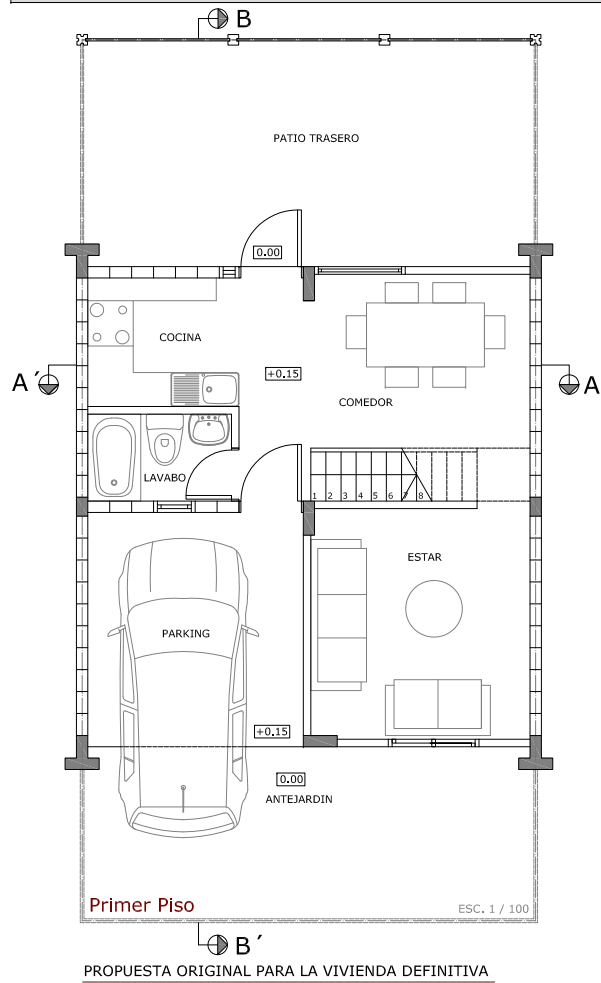 B
PATIO TRASERO
0.00
COCINA
A´
+0.15
A
COMEDOR
LAVABO
1 2 3 4 5 6 7 8
ESTAR
PARKING
+0.15
0.00
ANTEJARDIN
Primer Piso
ESC. 1 / 100
B´
PROPUESTA ORIGINAL PARA LA VIVIENDA DEFINITIVA